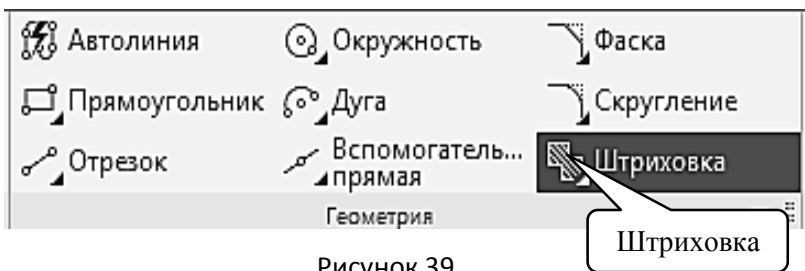 Автолиния
Окружность
Фаска
Прямоугольник
Дуга
Скругление
Отрезок
Вспомогатель...
прямая
Штриховка
Геометрия
Штриховка
Рисунок 39